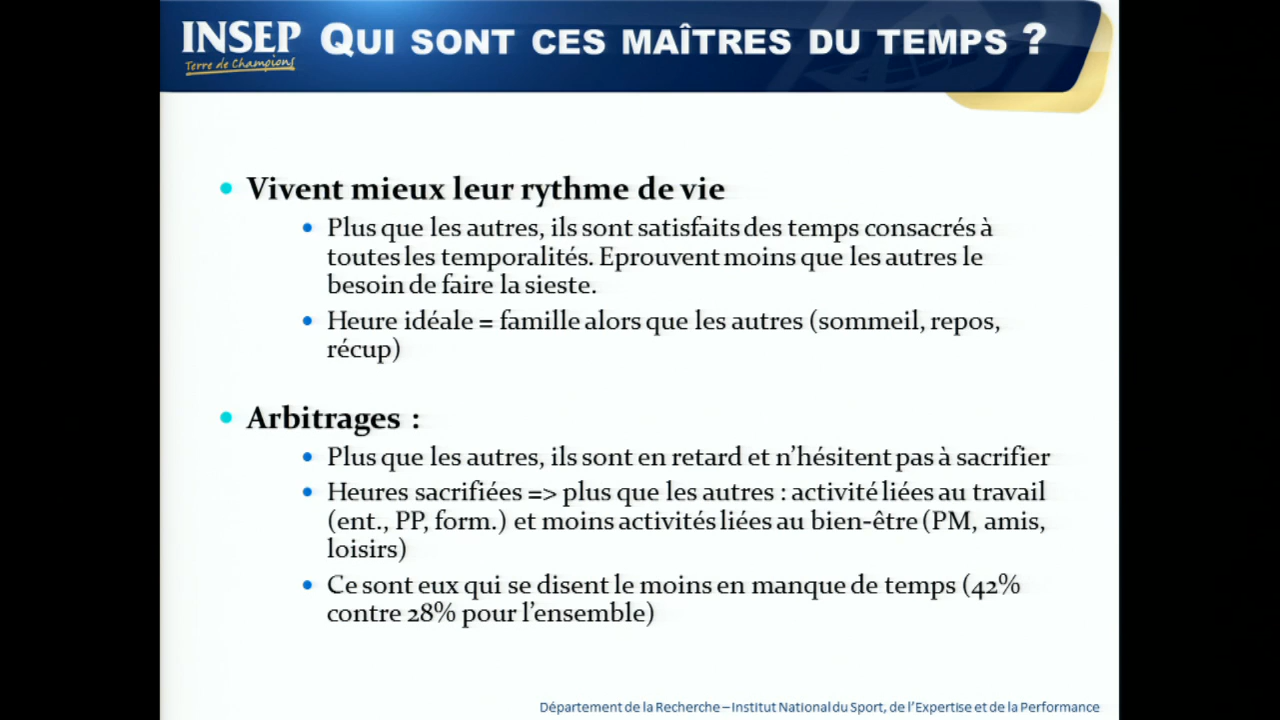 INSEP
Terre de Champions
QUI SONT CES MAÎTRES DU TEMPS ?
• Vivent mieux leur rythme de vie
• Plus que les autres, ils sont satisfaits des temps consacrés à
toutes les temporalités. Eprouvent moins que les autres le
besoin de faire la sieste.
• Heure idéale = famille alors que les autres (sommeil, repos,
récup)
• Arbitrages :
• Plus que les autres, ils sont en retard et n’hésitent pas à sacrifier
• Heures sacrifiées => plus que les autres : activité liées au travail
(ent., PP, form.) et moins activités liées au bien-être (PM, amis,
loisirs)
• Ce sont eux qui se disent le moins en manque de temps (42%
contre 28% pour l’ensemble)
Département de la Recherche – Institut National du Sport, de l’Expertise et de la Performance